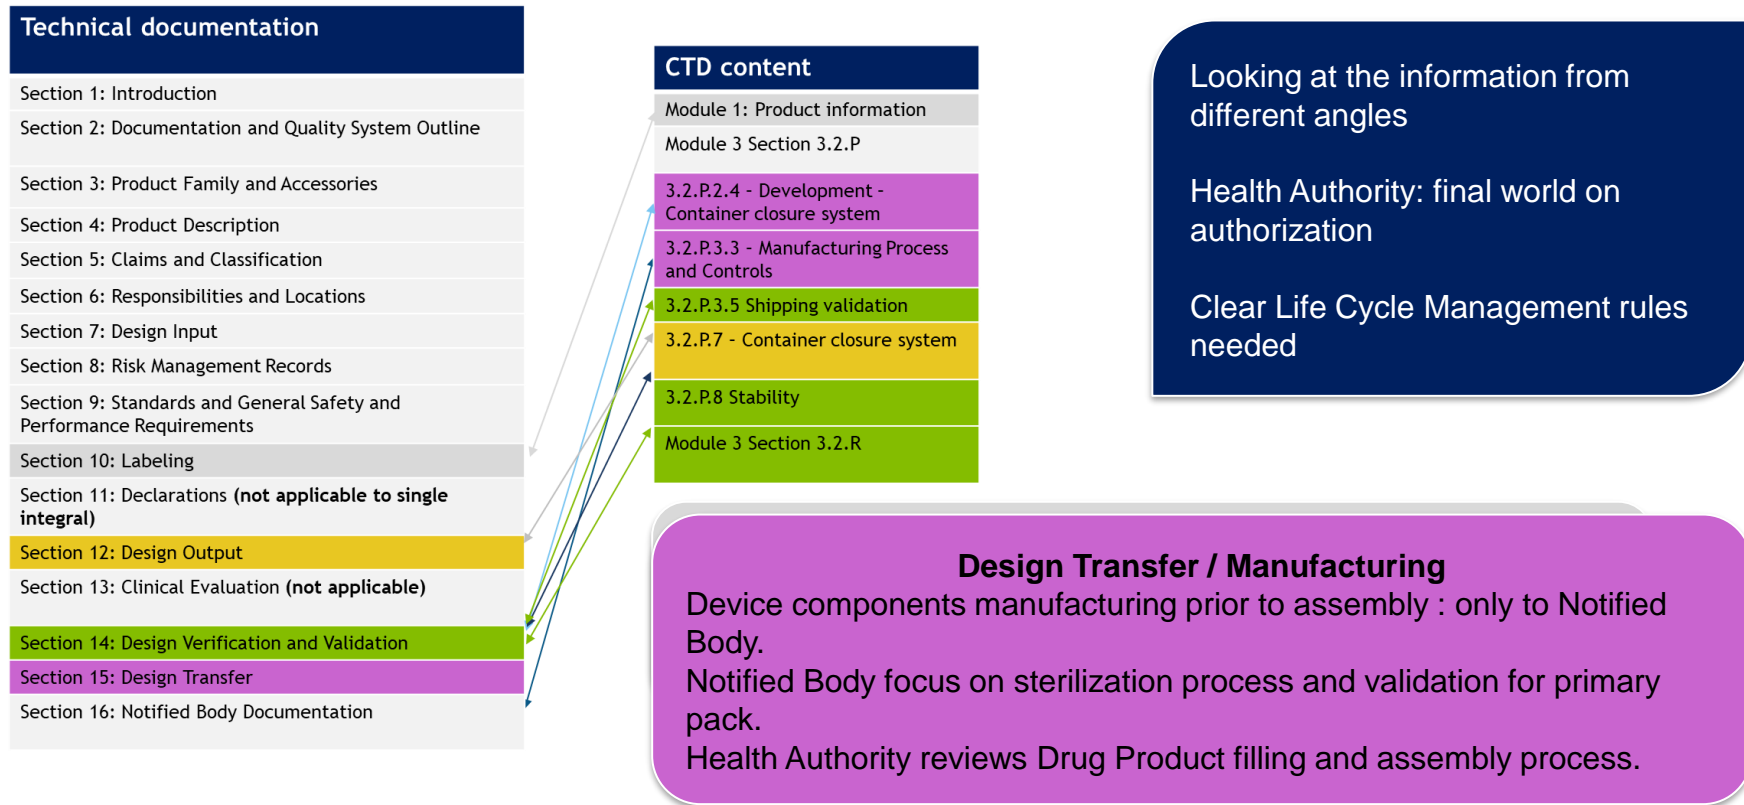 Technical documentation
Section 1: Introduction
Section 2: Documentation and Quality System Outline
Section 3: Product Family and Accessories
Section 4: Product Description
Section 5: Claims and Classification
Section 6: Responsibilities and Locations
Section 7: Design Input
Section 8: Risk Management Records
Section 9: Standards and General Safety and
Performance Requirements
Section 10: Labeling
Section 11: Declarations (not applicable to single
integral)
Section 12: Design Output
Section 13: Clinical Evaluation (not applicable)
Section 14: Design Verification and Validation
Section 15: Design Transfer
Section 16: Notified Body Documentation
CTD content
Module 1: Product information
Module 3 Section 3.2.P
3.2.P.2.4 - Development -
Container closure system
3.2.P.3.3 - Manufacturing Process
and Controls
3.2.P.3.5 Shipping validation
3.2.P.7 - Container closure system
3.2.P.8 Stability
Module 3 Section 3.2.R
Looking at the information from
different angles
Health Authority: final world on
authorization
Clear Life Cycle Management rules
needed
Design Transfer / Manufacturing
Device components manufacturing prior to assembly : only to Notified
Body.
Notified Body focus on sterilization process and validation for primary
pack.
Health Authority reviews Drug Product filling and assembly process.